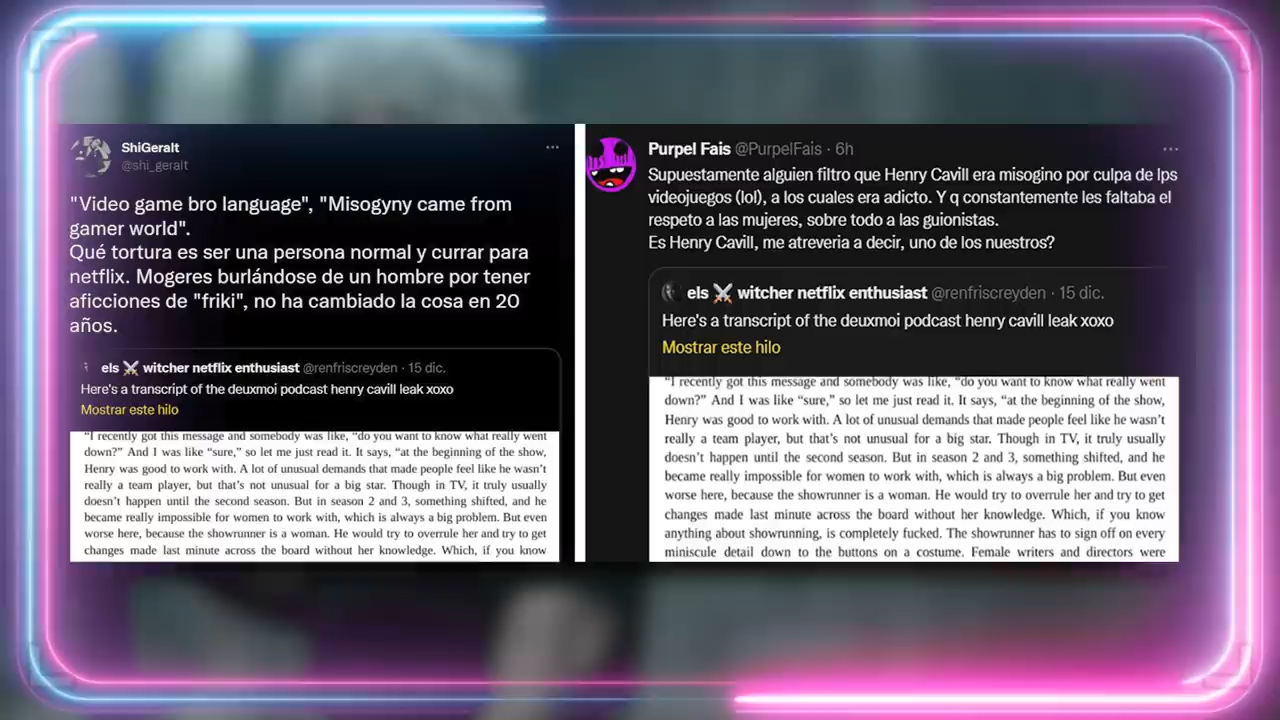 ShiGeralt
@shi_geralt
"Video game bro language", "Misogyny came from
gamer world".
Qué tortura es ser una persona normal y currar para
netflix. Mogeres burlándose de un hombre por tener
aficciones de "friki", no ha cambiado la cosa en 20
años.
els ⚔️ witcher netflix enthusiast @renfriscreyden · 15 dic.
Here's a transcript of the deuxmoi podcast henry cavill leak xoxo
Mostrar este hilo
"I recently got this message and somebody was like, "do you want to know what really went
down?" And I was like "sure," so let me just read it. It says, "at the beginning of the show,
Henry was good to work with. A lot of unusual demands that made people feel like he wasn't
really a team player, but that's not unusual for a big star. Though in TV, it truly usually
doesn't happen until the second season. But in season 2 and 3, something shifted, and he
became really impossible for women to work with, which is always a big problem. But even
worse here, because the showrunner is a woman. He would try to overrule her and try to get
changes made last minute across the board without her knowledge. Which, if you know
Purpel Fais @PurpelFais · 6h
Supuestamente alguien filtro que Henry Cavill era misogino por culpa de lps
videojuegos (lol), a los cuales era adicto. Y q constantemente les faltaba el
respeto a las mujeres, sobre todo a las guionistas.
Es Henry Cavill, me atreveria a decir, uno de los nuestros?
els ⚔️ witcher netflix enthusiast @renfriscreyden · 15 dic.
Here's a transcript of the deuxmoi podcast henry cavill leak xoxo
Mostrar este hilo
"I recently got this message and somebody was like, "do you want to know what really went
down?" And I was like "sure," so let me just read it. It says, "at the beginning of the show,
Henry was good to work with. A lot of unusual demands that made people feel like he wasn't
really a team player, but that's not unusual for a big star. Though in TV, it truly usually
doesn't happen until the second season. But in season 2 and 3, something shifted, and he
became really impossible for women to work with, which is always a big problem. But even
worse here, because the showrunner is a woman. He would try to overrule her and try to get
changes made last minute across the board without her knowledge. Which, if you know
anything about showrunning, is completely fucked. The showrunner has to sign off on every
miniscule detail down to the buttons on a costume. Female writers and directors were